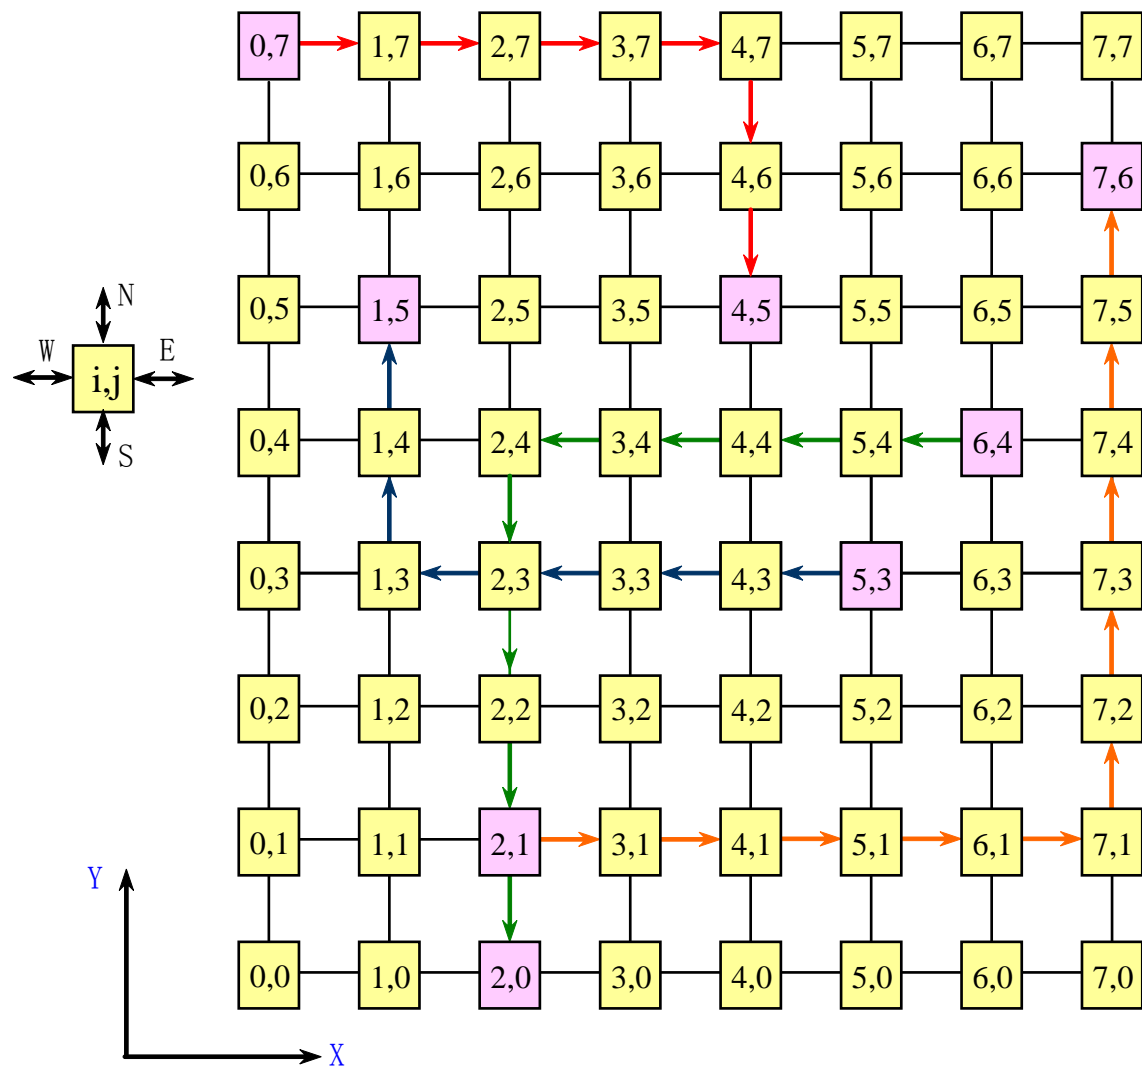 0,7 1,7 2,7 3,7 4,7 5,7 6,7 7,7
0,6 1,6 2,6 3,6 4,6 5,6 6,6 7,6
0,5 1,5 2,5 3,5 4,5 5,5 6,5 7,5
N
W E
i,j
S
0,4 1,4 2,4 3,4 4,4 5,4 6,4 7,4
0,3 1,3 2,3 3,3 4,3 5,3 6,3 7,3
0,2 1,2 2,2 3,2 4,2 5,2 6,2 7,2
0,1 1,1 2,1 3,1 4,1 5,1 6,1 7,1
Y
0,0 1,0 2,0 3,0 4,0 5,0 6,0 7,0
X